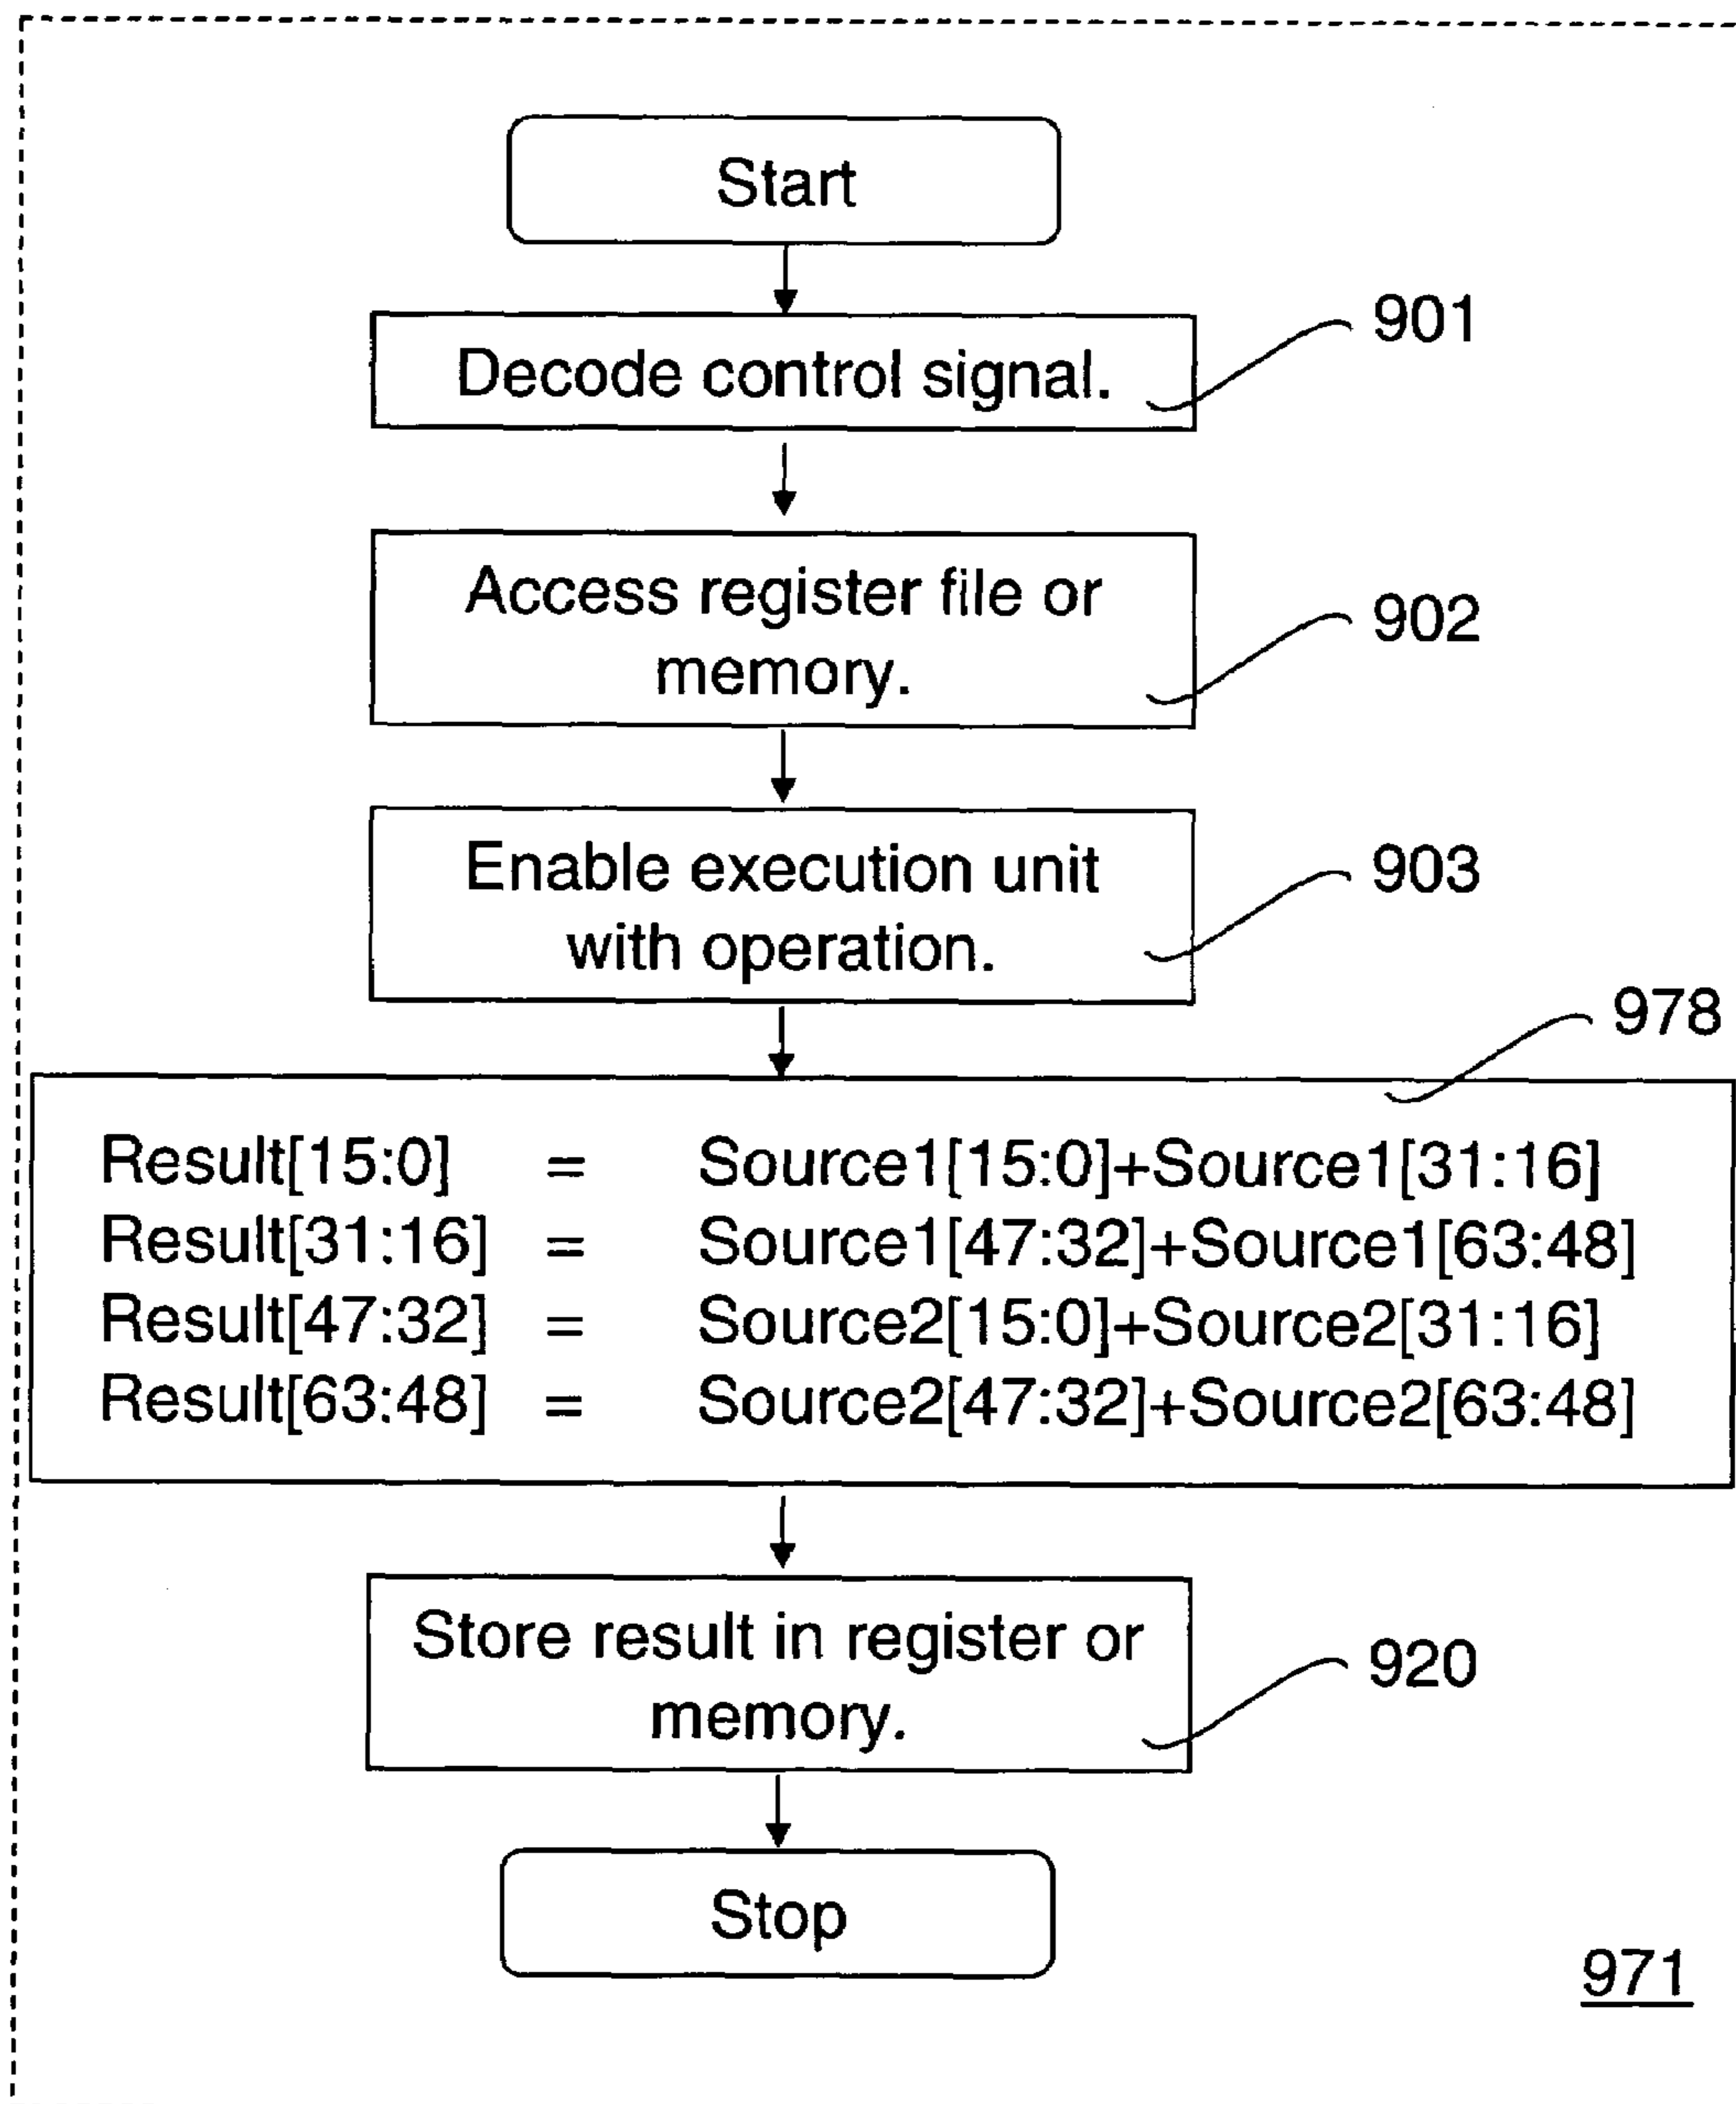 Start
Decode control signal.
901
Access register file or
memory.
902
Enable execution unit
with operation.
903
978
Result[15:0] = Source1[15:0]+Source1[31:16]
Result[31:16] = Source1[47:32]+Source1[63:48]
Result[47:32] = Source2[15:0]+Source2[31:16]
Result[63:48] = Source2[47:32]+Source2[63:48]
Store result in register or
memory.
920
Stop
971